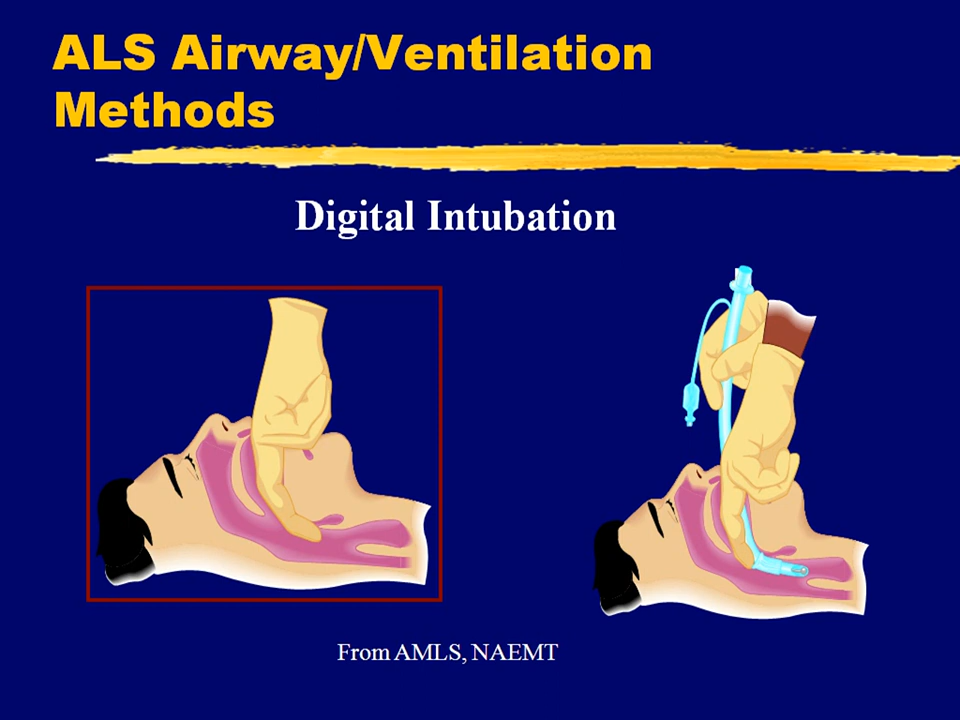 ALS Airway/Ventilation
Methods
Digital Intubation
From AMLS, NAEMT